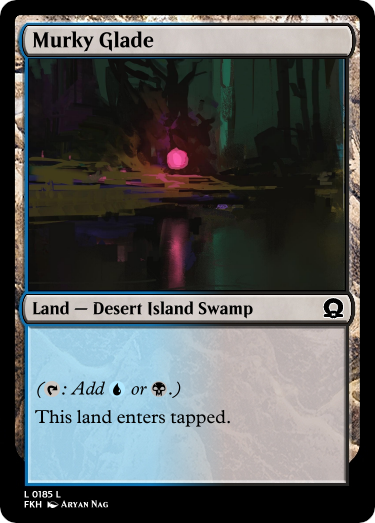 Murky Glade
Land — Desert Island Swamp
(: Add or .)
This land enters tapped.
L 0185 L
FKH Aryan Nag